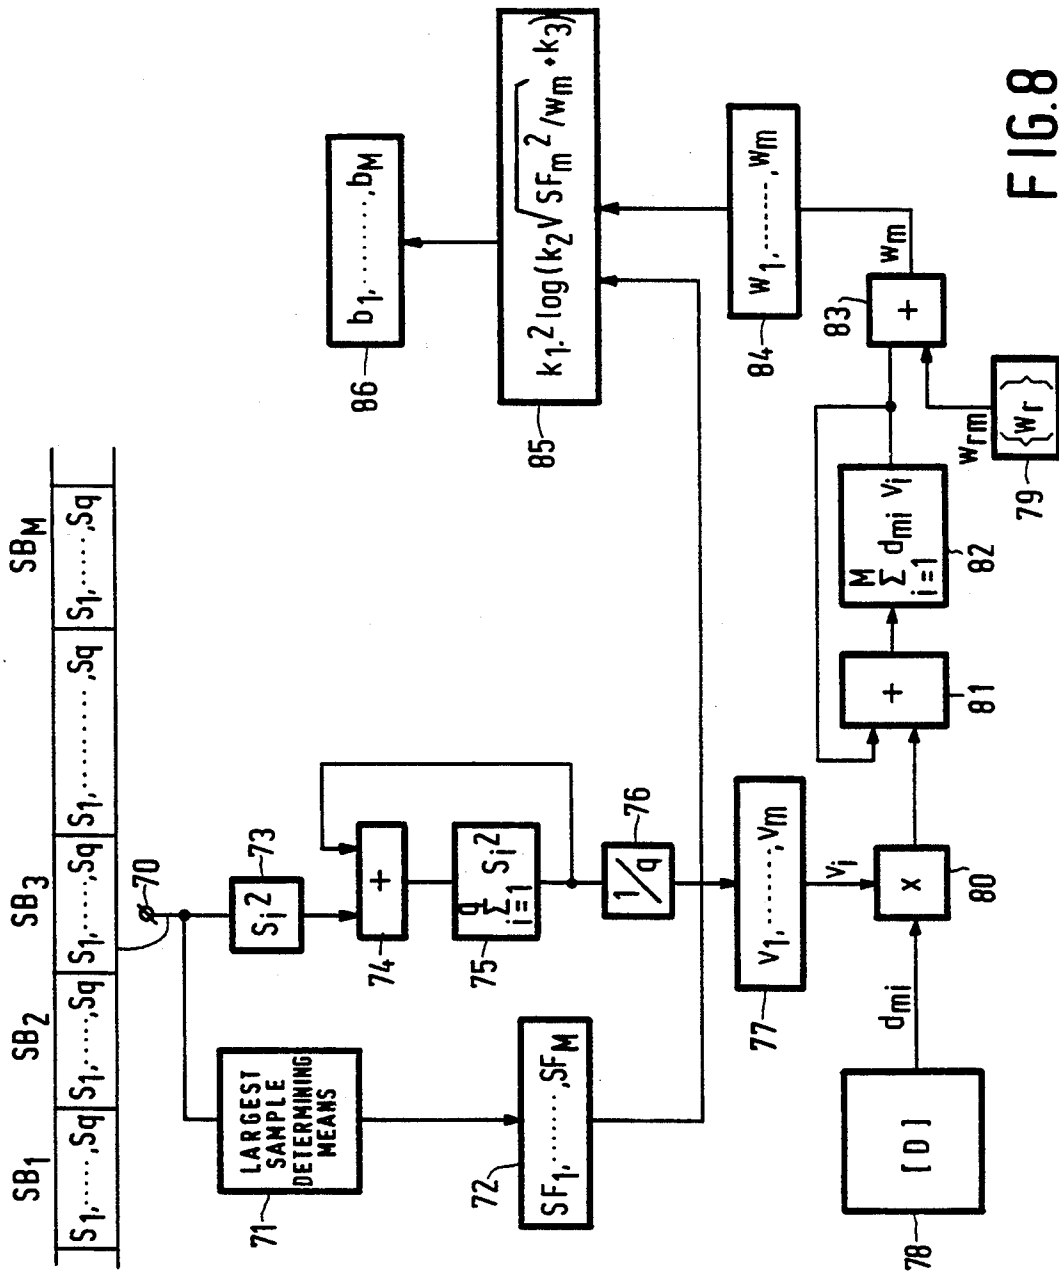 SB1 SB2 SB3 SBM
S1,.....,Sq S1,.....,Sq S1,......,Sq S1,..........,Sq S1,.....,Sq
70
LARGEST
SAMPLE
DETERMINING
MEANS
71
Si²
73
+
74
q
Σ Si²
i=1
75
1/q
76
SF1,........,SFM
72
v1,......,vm
77
[D]
78
dmi
vi
x
80
+
81
M
Σ dmi vi
i=1
82
wrm
{wr}
79
+
83
wm
w1,-------,wm
84
k1.²log(k2√SFm²/wm + k3)
85
b1,........,bM
86
FIG.8